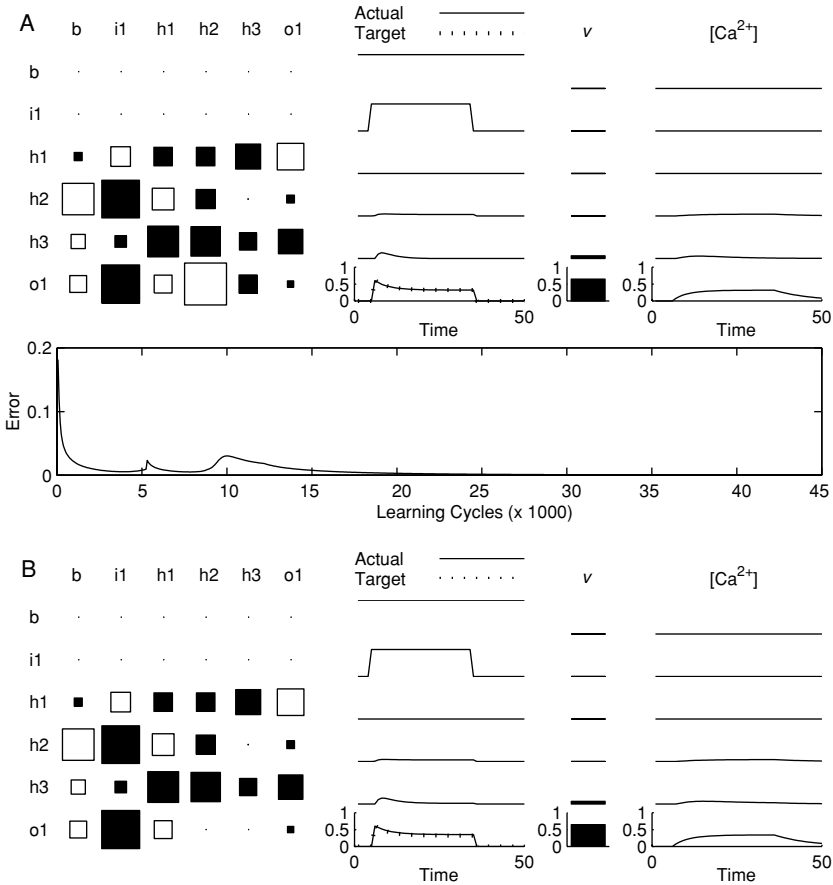 A
b i1 h1 h2 h3 o1
Actual
Target
v
[Ca2+]
b
i1
h1
h2
h3
o1
1
0.5
0
0 50
Time
1
0.5
0
1
0.5
0
0 50
Time
0.2
0.1
0
Error
0 5 10 15 20 25 30 35 40 45
Learning Cycles (x 1000)
B
b i1 h1 h2 h3 o1
Actual
Target
v
[Ca2+]
b
i1
h1
h2
h3
o1
1
0.5
0
0 50
Time
1
0.5
0
1
0.5
0
0 50
Time